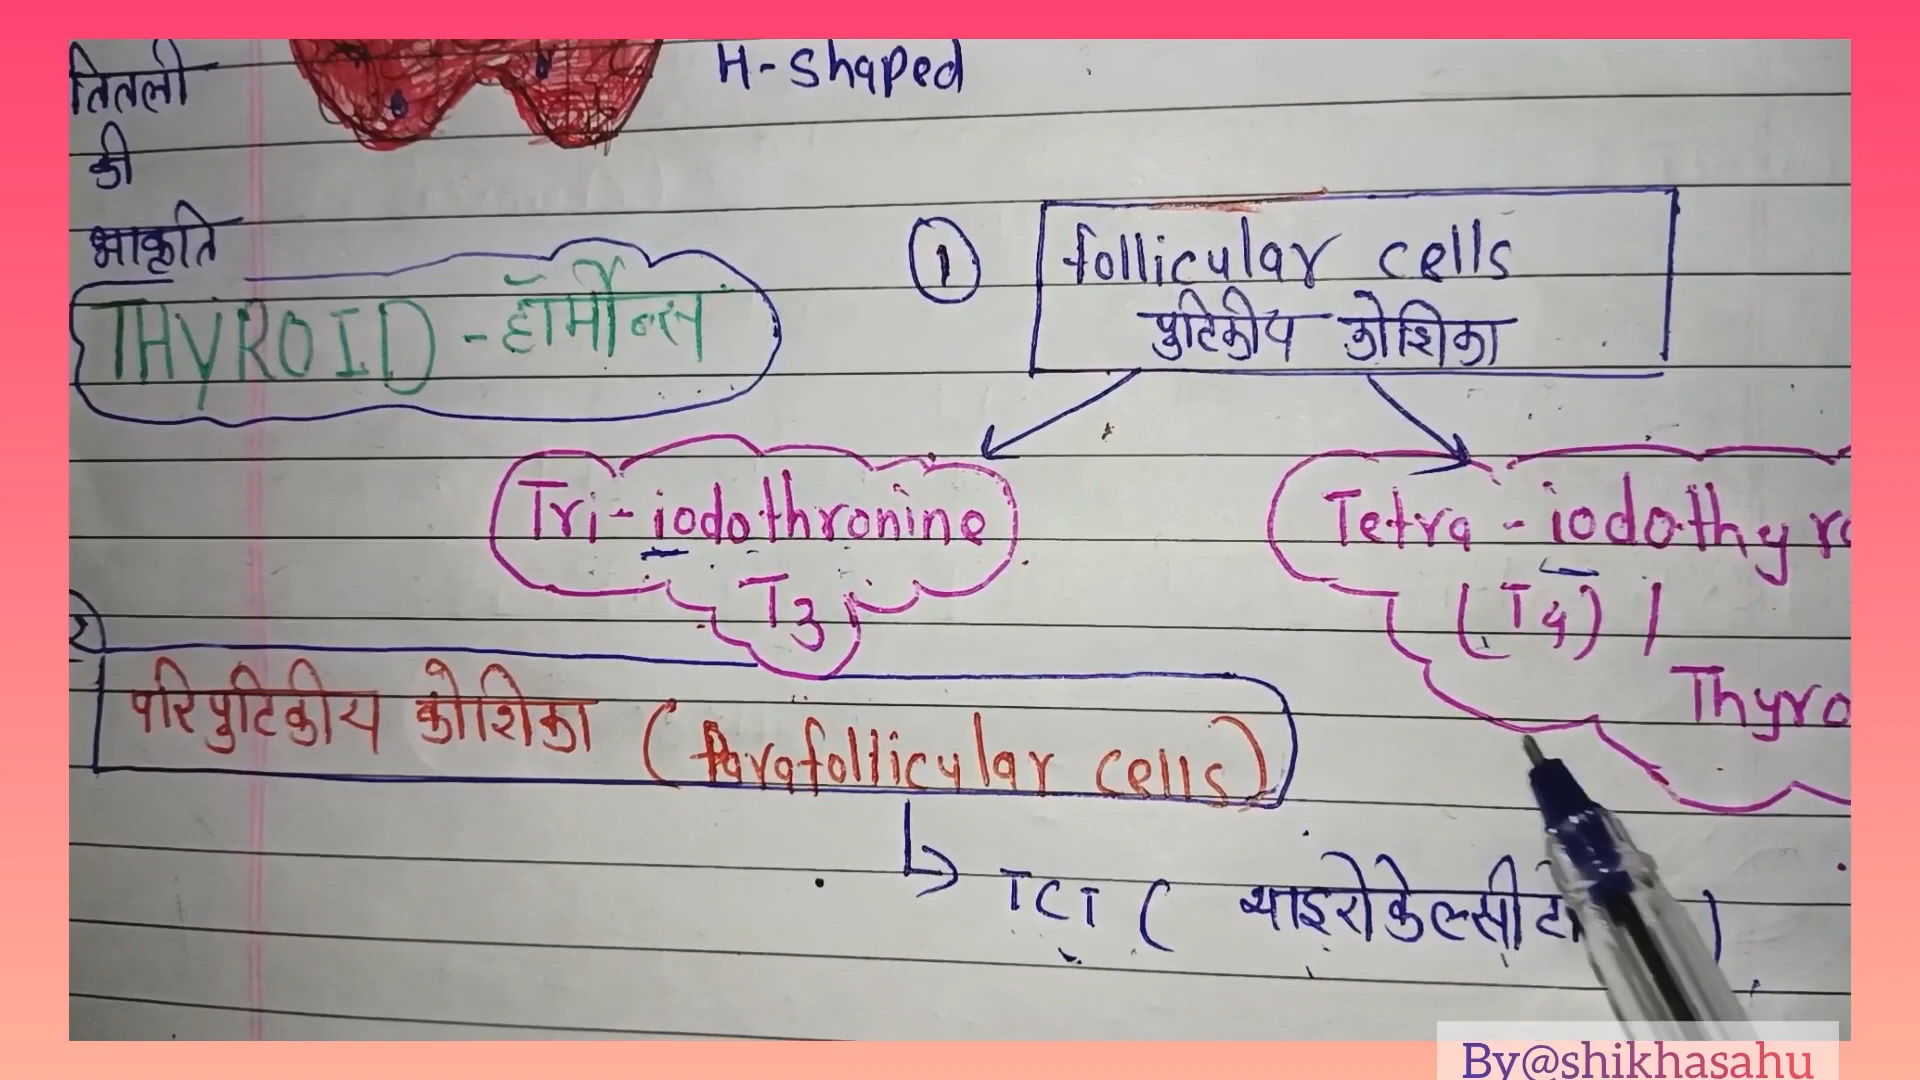 तितली
की
आकृति
H-shaped
THYROID - हॉर्मोन्स
1
follicular cells
पुटिकीय कोशिका
Tri-iodothronine
T3
Tetra-iodothyro
(T4) |
Thyro
2
परिपुटिकीय कोशिका (Parafollicular cells)
TCT ( थाइरोकेल्सीटो )
By@shikhasahu